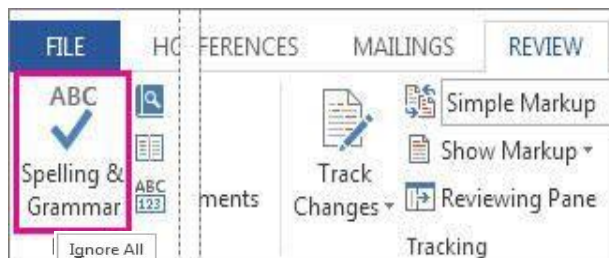 FILE HO FERENCES MAILINGS REVIEW
ABC
Spelling &
Grammar
ABC
123
ments
Track
Changes
Simple Markup
Show Markup
Reviewing Pane
Tracking
Ignore All